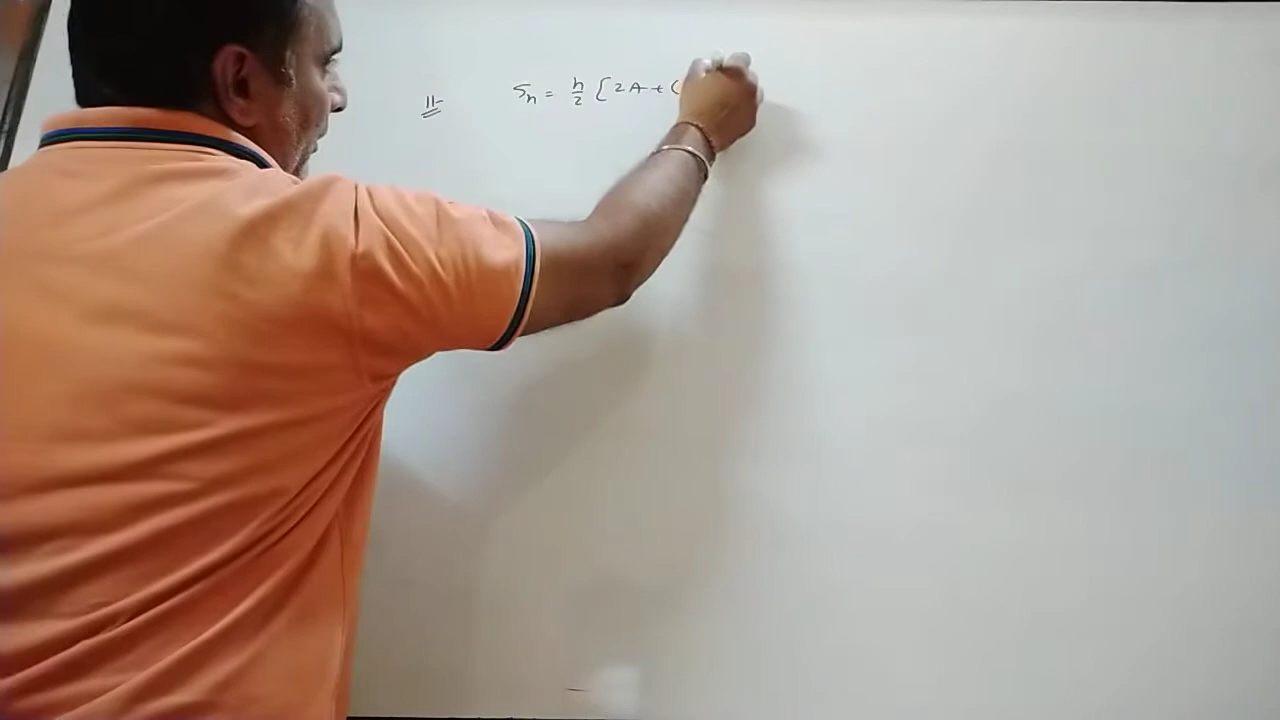 11- Sn = n/2 [2A + (